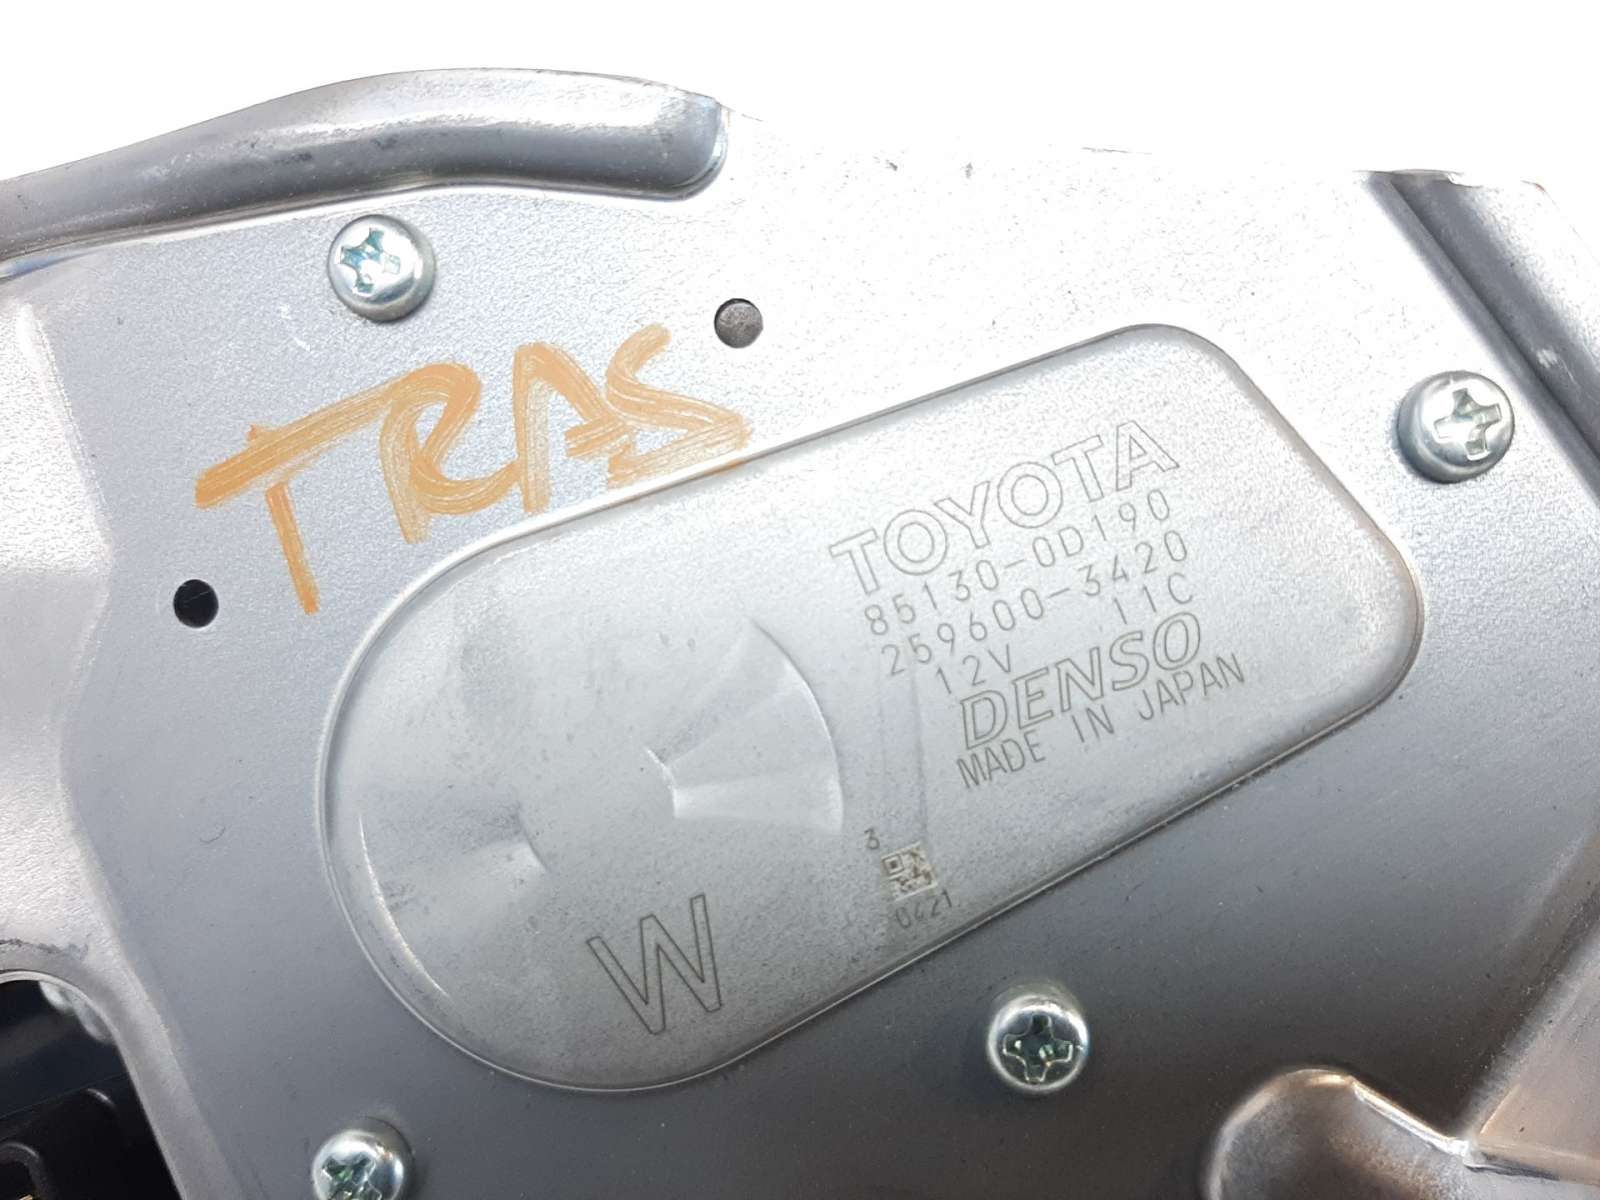 TRAS
TOYOTA
85130-0D190
259600-3420
12V 11C
DENSO
MADE IN JAPAN
3
0421
W